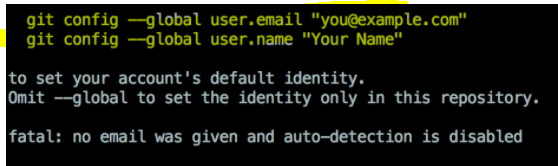 git config --global user.email "you@example.com"
git config --global user.name "Your Name"
to set your account's default identity.
Omit --global to set the identity only in this repository.
fatal: no email was given and auto-detection is disabled